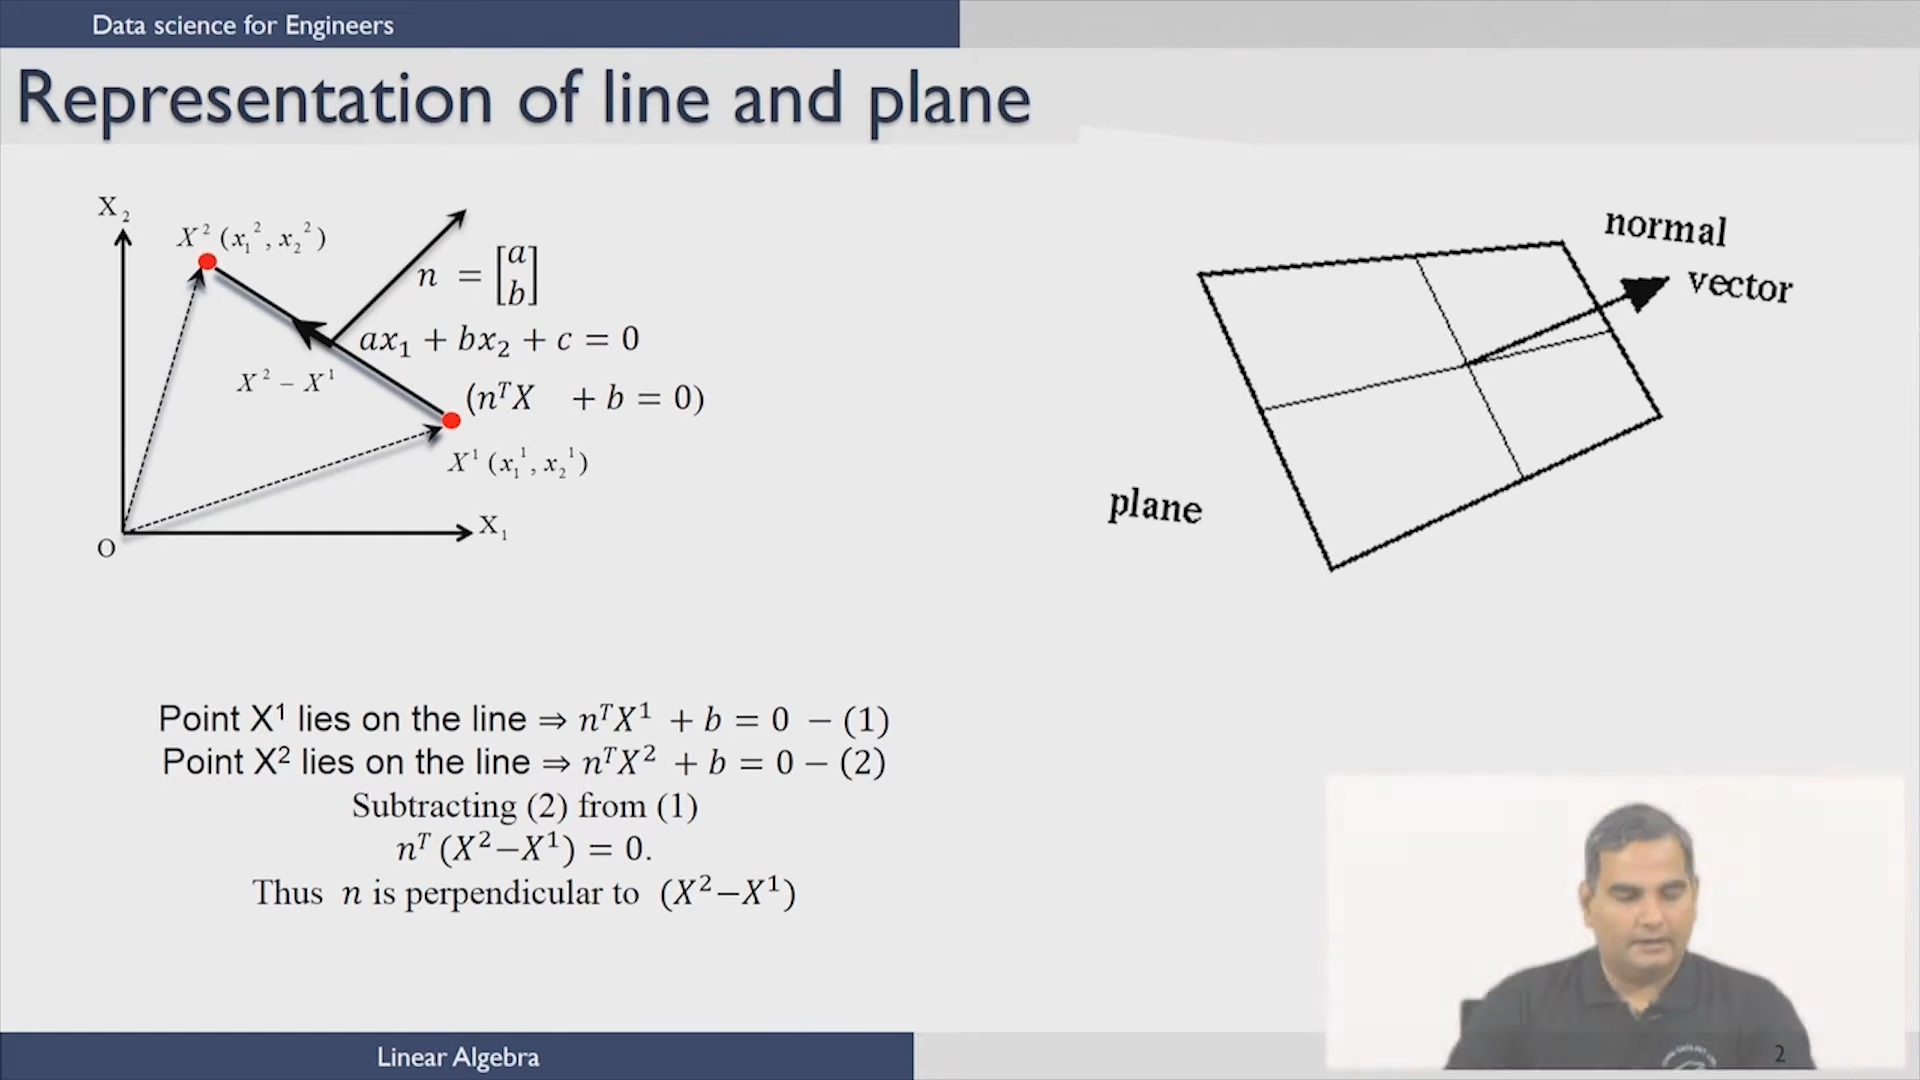 Data science for Engineers
Representation of line and plane
X₂
X² (x₁², x₂²)
n = [a b]
ax₁ + bx₂ + c = 0
X² – X¹
(nᵀX + b = 0)
X¹ (x₁¹, x₂¹)
X₁
O
normal
vector
plane
Point X¹ lies on the line ⇒ nᵀX¹ + b = 0 – (1)
Point X² lies on the line ⇒ nᵀX² + b = 0 – (2)
Subtracting (2) from (1)
nᵀ (X²–X¹) = 0.
Thus n is perpendicular to (X²–X¹)
Linear Algebra
2